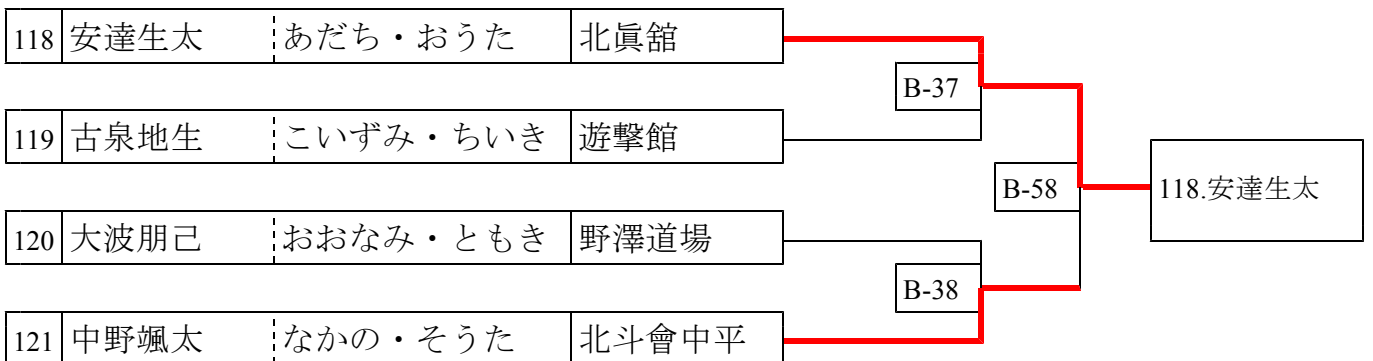 118 安達生太 あだち・おうた 北眞舘
B-37
119 古泉地生 こいずみ・ちいき 遊撃館
B-58 118.安達生太
120 大波朋己 おおなみ・ともき 野澤道場
B-38
121 中野颯太 なかの・そうた 北斗會中平